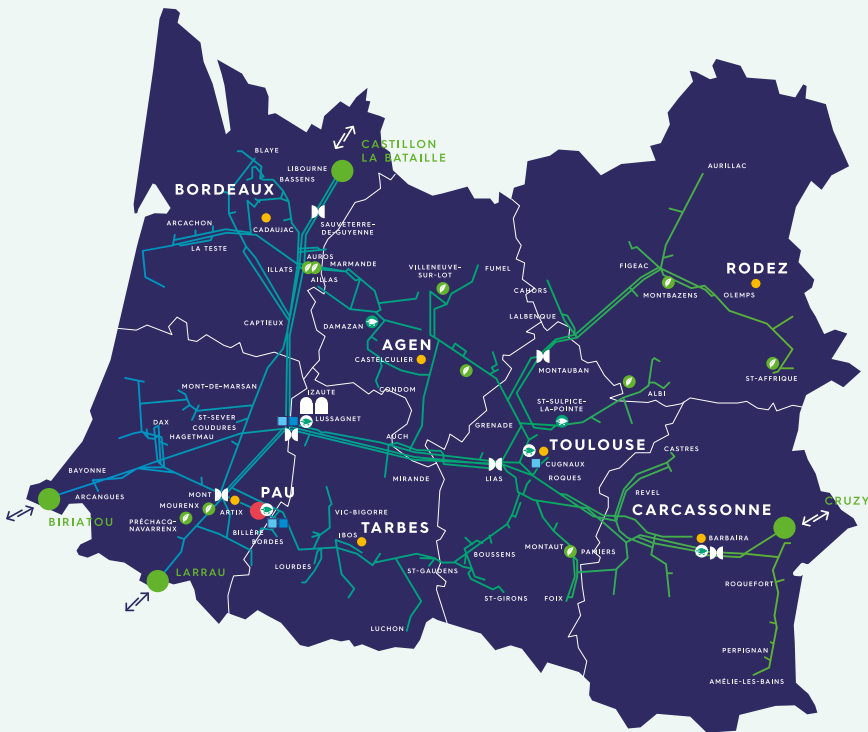 BLAYE
CASTILLON
LA BATAILLE
LIBOURNE
BASSENS
AURILLAC
BORDEAUX
ARCACHON
CADAUJAC
SAUVETERRE-
DE-GUYENNE
LA TESTE
AUROS
ILLATS
MARMANDE
AILLAS
VILLENEUVE-
SUR-LOT
FUMEL
FIGEAC
RODEZ
CAHORS
MONTBAZENS
OLEMPS
CAPTIEUX
DAMAZAN
LALBENQUE
AGEN
CASTELCULIER
MONTAUBAN
ST-AFFRIQUE
MONT-DE-MARSAN
IZAUTE
CONDOM
ST-SULPICE-
LA-POINTE
ALBI
ST-SEVER
COUDURES
LUSSAGNET
DAX
HAGETMAU
GRENADE
AUCH
TOULOUSE
CASTRES
BAYONNE
CUGNAUX
LIAS
MIRANDE
ROQUES
ARCANGUES
MONT
PAU
REVEL
CRUZY
MOURENX
ARTIX
VIC-BIGORRE
CARCASSONNE
BIRIATOU
PRÉCHACQ-
NAVARRENX
TARBES
BILLÈRE
IBOS
BARBAÏRA
BORDES
MONTAUT
PAMIERS
BOUSSENS
LOURDES
ST-GAUDENS
LARRAU
ROQUEFORT
ST-GIRONS
FOIX
LUCHON
PERPIGNAN
AMÉLIE-LES-BAINS